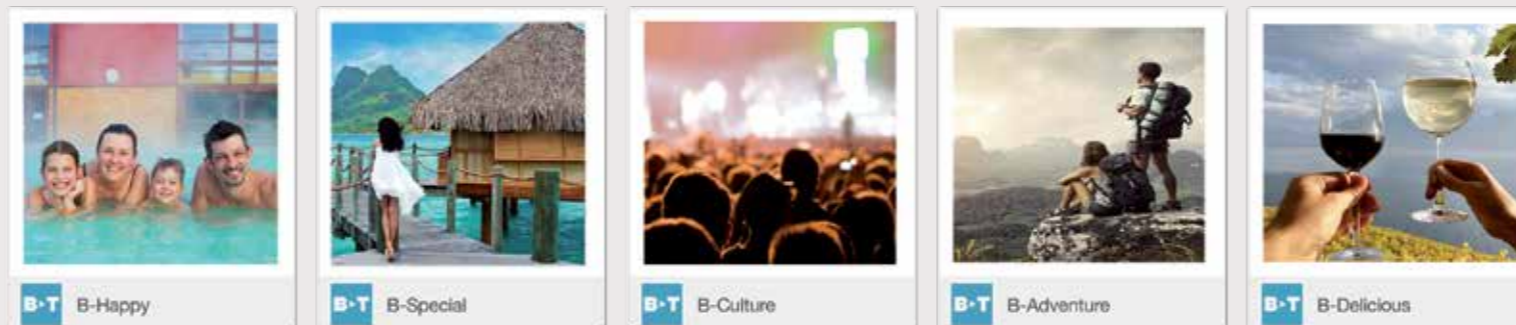 B·T B-Happy
B·T B-Special
B·T B-Culture
B·T B-Adventure
B·T B-Delicious